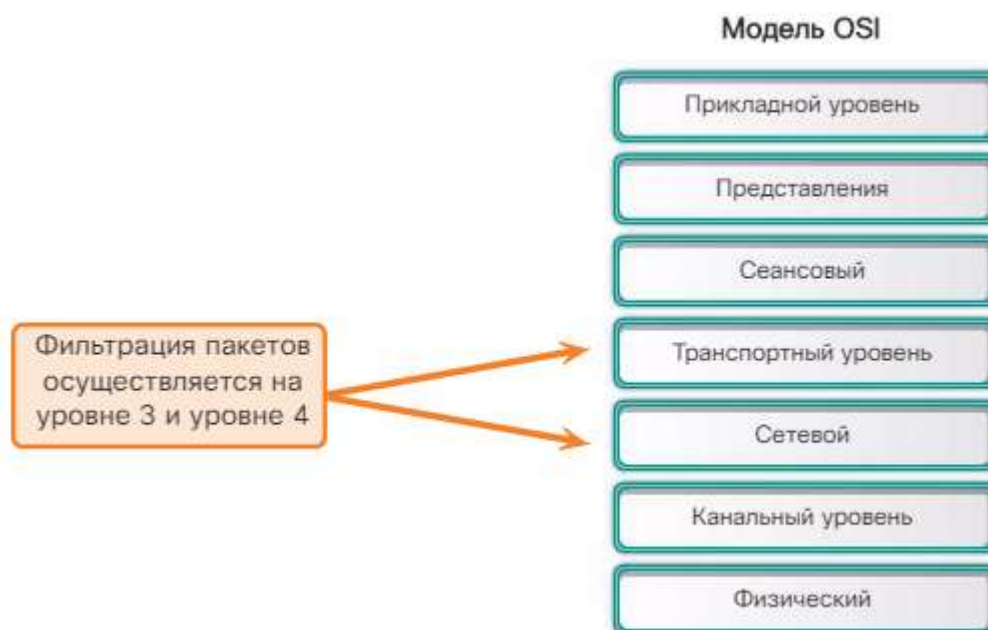 Модель OSI
Прикладной уровень
Представления
Сеансовый
Фильтрация пакетов
осуществляется на
уровне 3 и уровне 4
Транспортный уровень
Сетевой
Канальный уровень
Физический